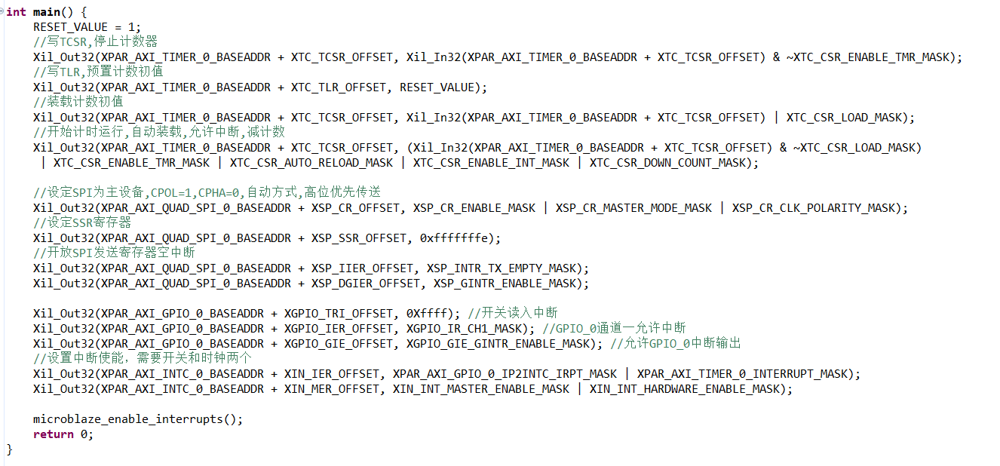 int main() {
RESET_VALUE = 1;
//写TCSR,停止计数器
Xil_Out32(XPAR_AXI_TIMER_0_BASEADDR + XTC_TCSR_OFFSET, Xil_In32(XPAR_AXI_TIMER_0_BASEADDR + XTC_TCSR_OFFSET) & ~XTC_CSR_ENABLE_TMR_MASK);
//写TLR,预置计数初值
Xil_Out32(XPAR_AXI_TIMER_0_BASEADDR + XTC_TLR_OFFSET, RESET_VALUE);
//装载计数初值
Xil_Out32(XPAR_AXI_TIMER_0_BASEADDR + XTC_TCSR_OFFSET, Xil_In32(XPAR_AXI_TIMER_0_BASEADDR + XTC_TCSR_OFFSET) | XTC_CSR_LOAD_MASK);
//开始计时运行,自动装载,允许中断,减计数
Xil_Out32(XPAR_AXI_TIMER_0_BASEADDR + XTC_TCSR_OFFSET, (Xil_In32(XPAR_AXI_TIMER_0_BASEADDR + XTC_TCSR_OFFSET) & ~XTC_CSR_LOAD_MASK)
| XTC_CSR_ENABLE_TMR_MASK | XTC_CSR_AUTO_RELOAD_MASK | XTC_CSR_ENABLE_INT_MASK | XTC_CSR_DOWN_COUNT_MASK);
//设定SPI为主设备,CPOL=1,CPHA=0,自动方式,高位优先传送
Xil_Out32(XPAR_AXI_QUAD_SPI_0_BASEADDR + XSP_CR_OFFSET, XSP_CR_ENABLE_MASK | XSP_CR_MASTER_MODE_MASK | XSP_CR_CLK_POLARITY_MASK);
//设定SSR寄存器
Xil_Out32(XPAR_AXI_QUAD_SPI_0_BASEADDR + XSP_SSR_OFFSET, 0xfffffffe);
//开放SPI发送寄存器空中断
Xil_Out32(XPAR_AXI_QUAD_SPI_0_BASEADDR + XSP_IIER_OFFSET, XSP_INTR_TX_EMPTY_MASK);
Xil_Out32(XPAR_AXI_QUAD_SPI_0_BASEADDR + XSP_DGIER_OFFSET, XSP_GINTR_ENABLE_MASK);
Xil_Out32(XPAR_AXI_GPIO_0_BASEADDR + XGPIO_TRI_OFFSET, 0Xffff); //开关读入中断
Xil_Out32(XPAR_AXI_GPIO_0_BASEADDR + XGPIO_IER_OFFSET, XGPIO_IR_CH1_MASK); //GPIO_0通道一允许中断
Xil_Out32(XPAR_AXI_GPIO_0_BASEADDR + XGPIO_GIE_OFFSET, XGPIO_GIE_GINTR_ENABLE_MASK); //允许GPIO_0中断输出
//设置中断使能，需要开关和时钟两个
Xil_Out32(XPAR_AXI_INTC_0_BASEADDR + XIN_IER_OFFSET, XPAR_AXI_GPIO_0_IP2INTC_IRPT_MASK | XPAR_AXI_TIMER_0_INTERRUPT_MASK);
Xil_Out32(XPAR_AXI_INTC_0_BASEADDR + XIN_MER_OFFSET, XIN_INT_MASTER_ENABLE_MASK | XIN_INT_HARDWARE_ENABLE_MASK);
microblaze_enable_interrupts();
return 0;
}